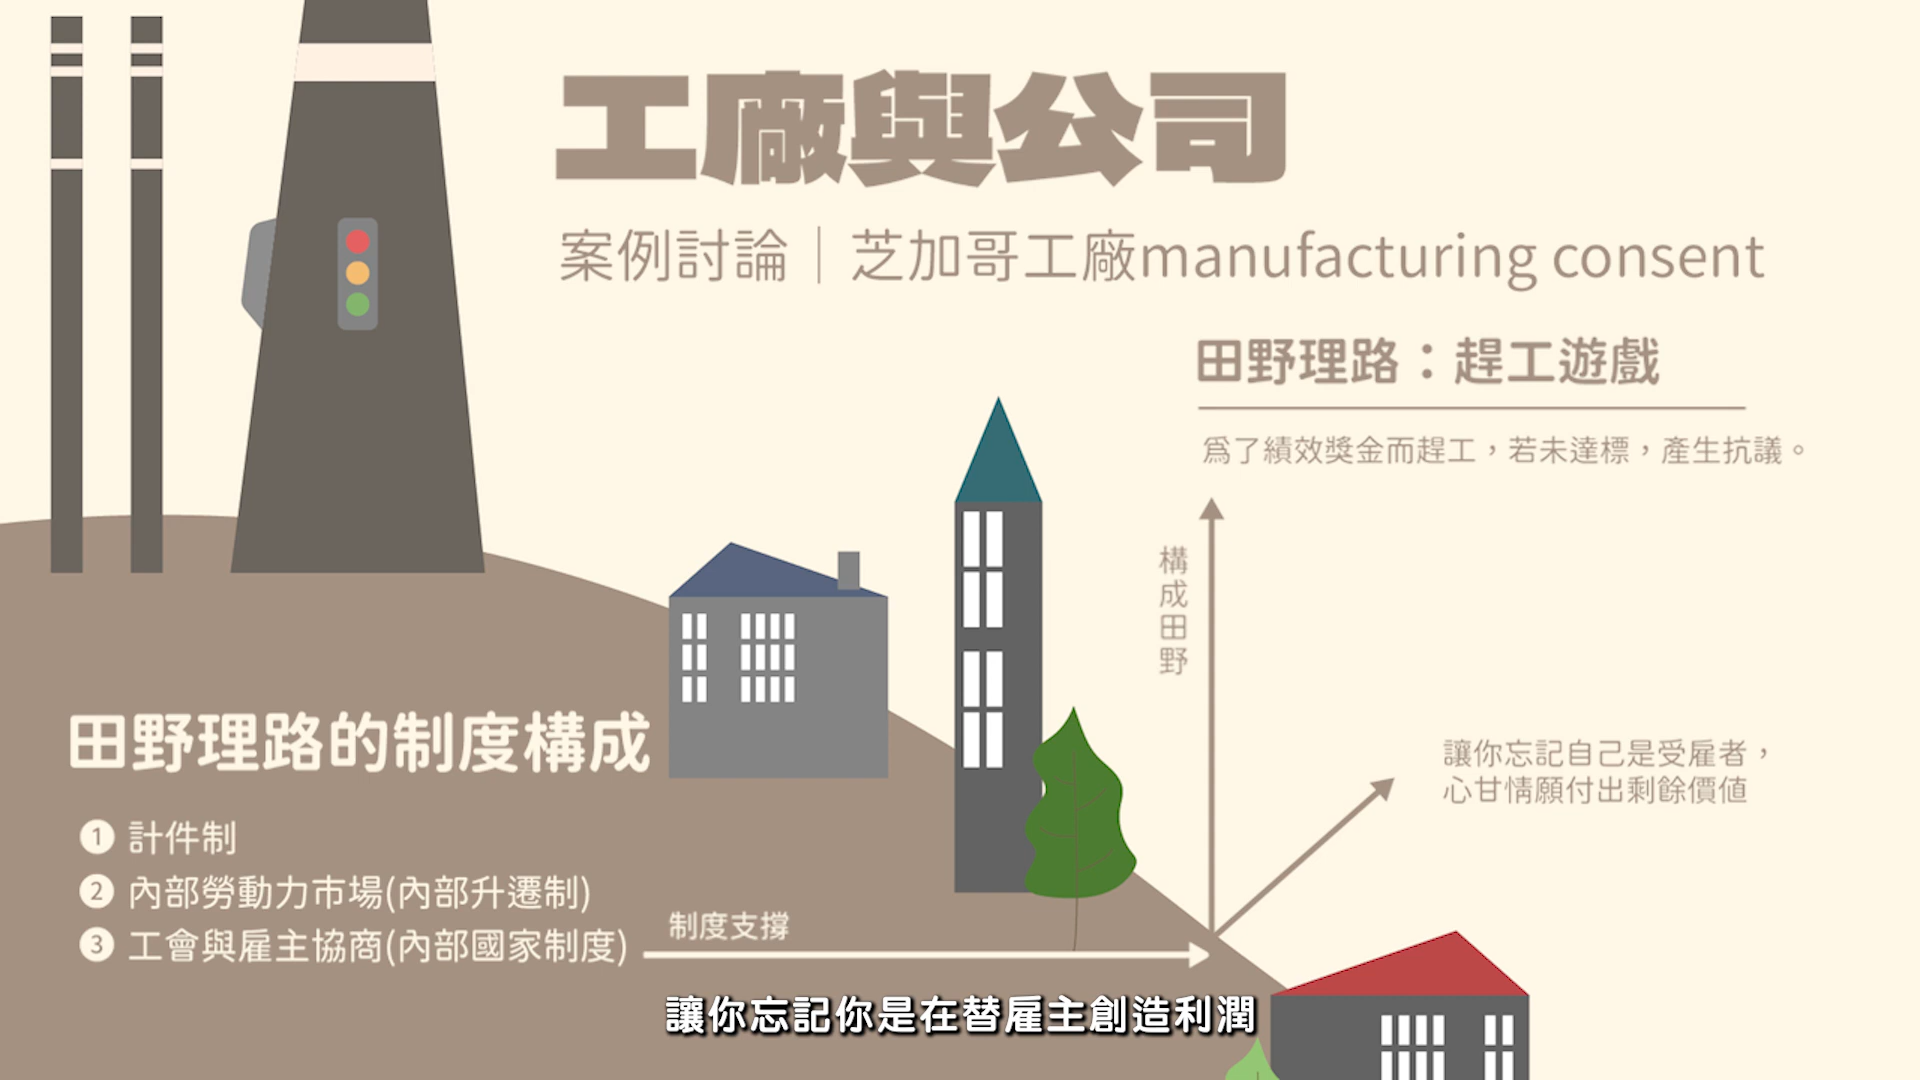 工廠與公司
案例討論｜芝加哥工廠manufacturing consent
田野理路：趕工遊戲
爲了績效獎金而趕工，若未達標，產生抗議。
構成田野
讓你忘記自己是受雇者，
心甘情願付出剩餘價值
田野理路的制度構成
1 計件制
2 內部勞動力市場(內部升遷制)
3 工會與雇主協商(內部國家制度)
制度支撐
讓你忘記你是在替雇主創造利潤